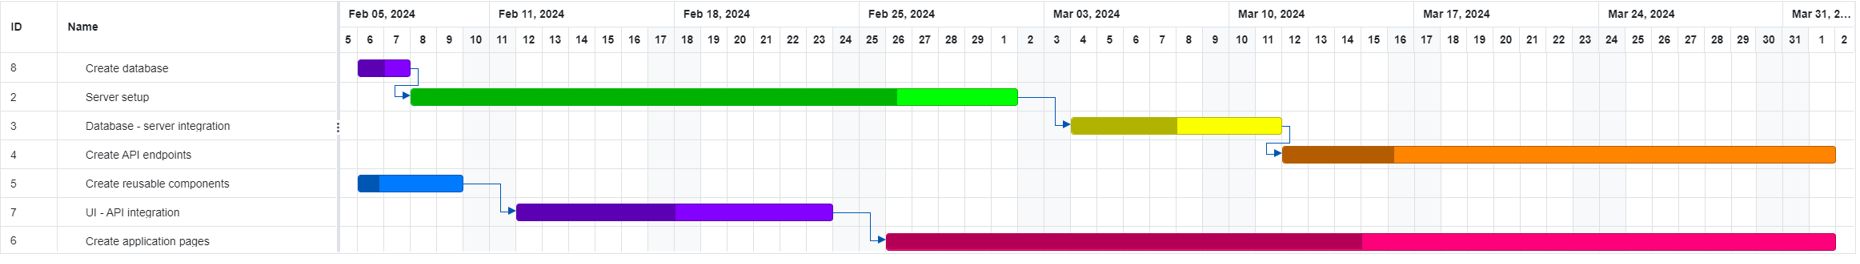 ID Name Feb 05, 2024 Feb 11, 2024 Feb 18, 2024 Feb 25, 2024 Mar 03, 2024 Mar 10, 2024 Mar 17, 2024 Mar 24, 2024 Mar 31, 2...
5 6 7 8 9 10 11 12 13 14 15 16 17 18 19 20 21 22 23 24 25 26 27 28 29 1 2 3 4 5 6 7 8 9 10 11 12 13 14 15 16 17 18 19 20 21 22 23 24 25 26 27 28 29 30 31 1 2
8 Create database
2 Server setup
3 Database - server integration
4 Create API endpoints
5 Create reusable components
7 UI - API integration
6 Create application pages